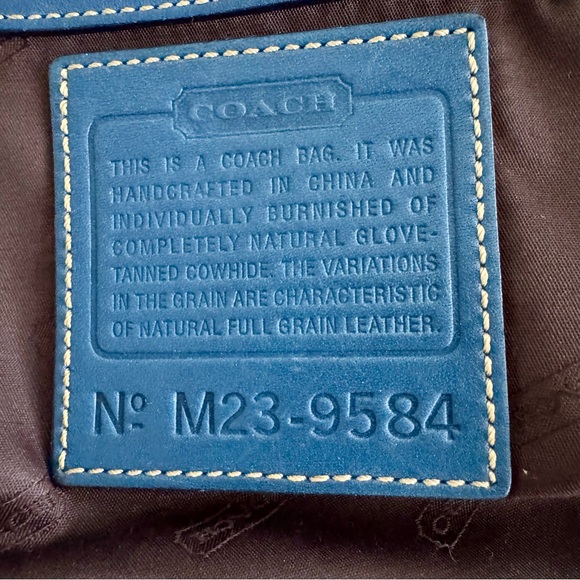 COACH
THIS IS A COACH BAG. IT WAS
HANDCRAFTED IN CHINA AND
INDIVIDUALLY BURNISHED OF
COMPLETELY NATURAL GLOVE-
TANNED COWHIDE. THE VARIATIONS
IN THE GRAIN ARE CHARACTERISTIC
OF NATURAL FULL GRAIN LEATHER.
Nº M23-9584